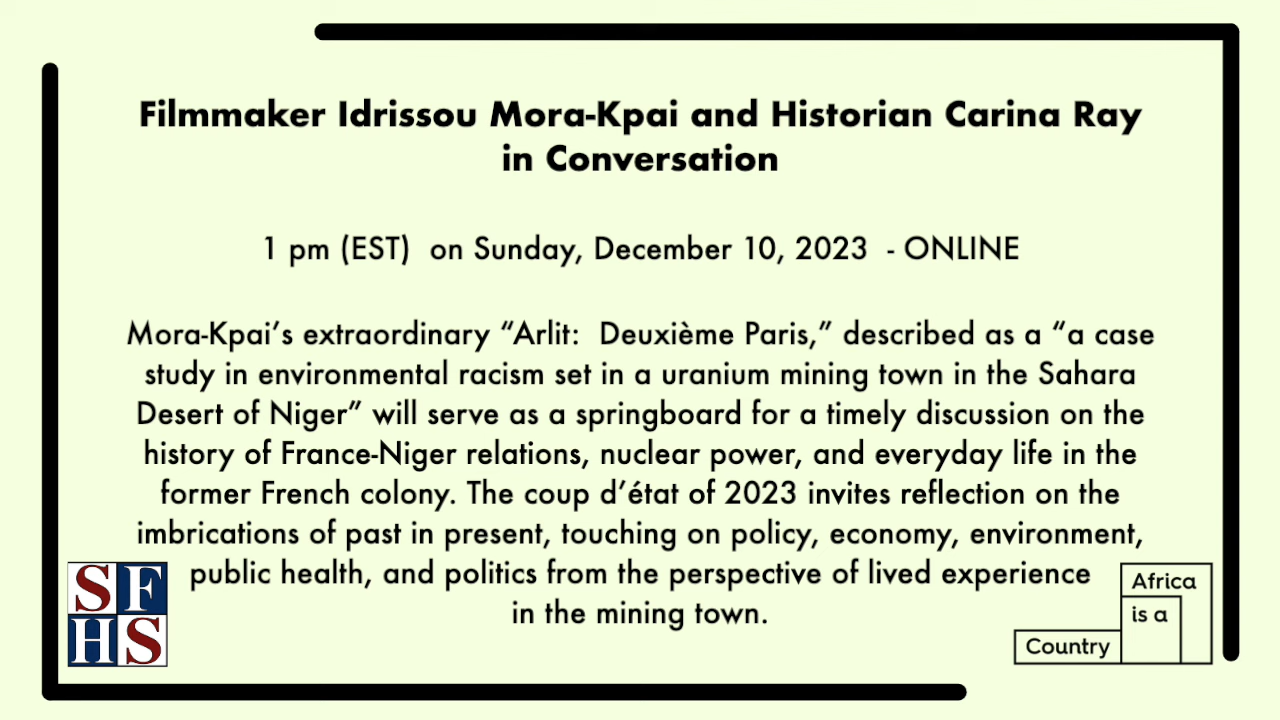 Filmmaker Idrissou Mora-Kpai and Historian Carina Ray
in Conversation
1 pm (EST)  on Sunday, December 10, 2023  - ONLINE
Mora-Kpai’s extraordinary “Arlit:  Deuxième Paris,” described as a “a case
study in environmental racism set in a uranium mining town in the Sahara
Desert of Niger” will serve as a springboard for a timely discussion on the
history of France-Niger relations, nuclear power, and everyday life in the
former French colony. The coup d’état of 2023 invites reflection on the
imbrications of past in present, touching on policy, economy, environment,
public health, and politics from the perspective of lived experience
in the mining town.
SF
HS
Africa
is a
Country